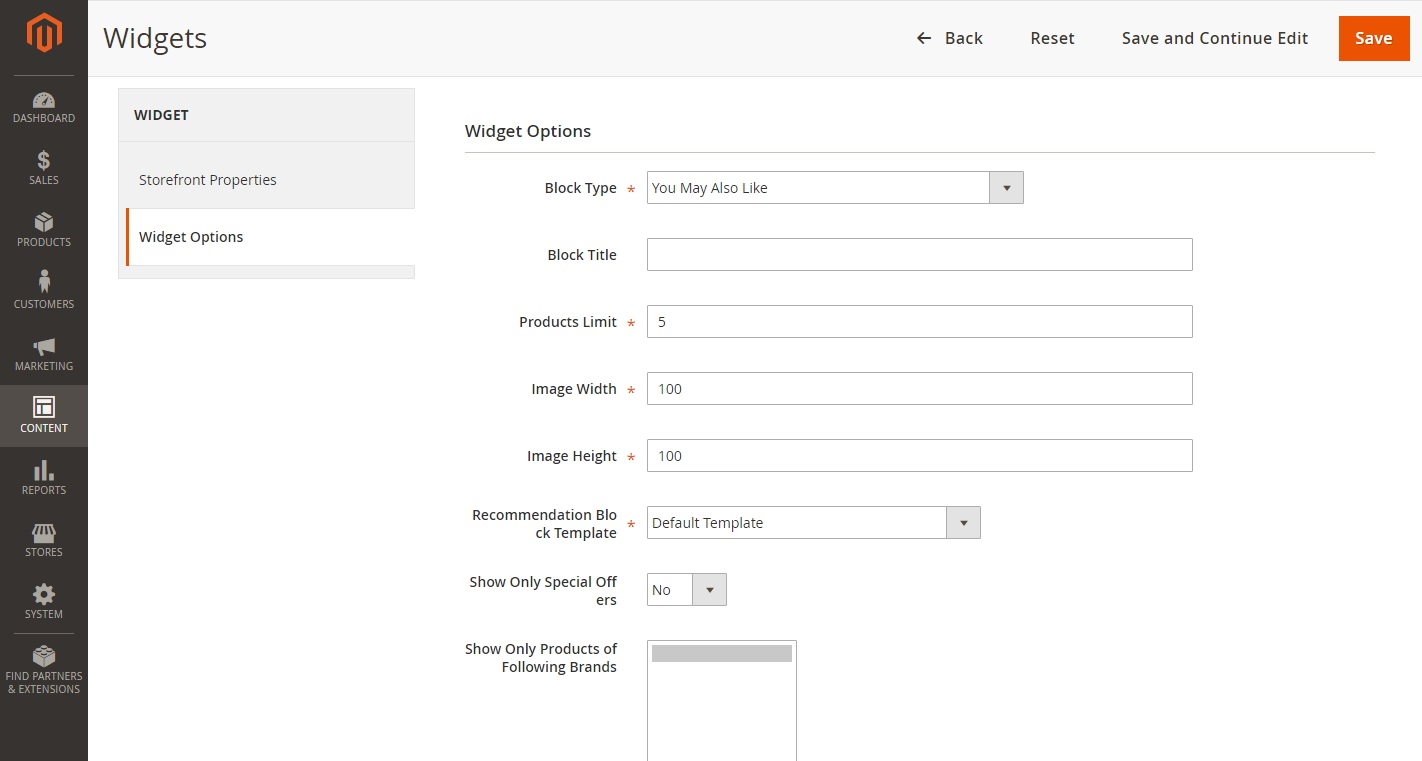 Widgets
Back
Reset
Save and Continue Edit
Save
DASHBOARD
$
SALES
PRODUCTS
CUSTOMERS
MARKETING
CONTENT
REPORTS
STORES
SYSTEM
FIND PARTNERS
& EXTENSIONS
WIDGET
Storefront Properties
Widget Options
Widget Options
Block Type * You May Also Like
Block Title
Products Limit * 5
Image Width * 100
Image Height * 100
Recommendation Blo
ck Template * Default Template
Show Only Special Off
ers No
Show Only Products of
Following Brands